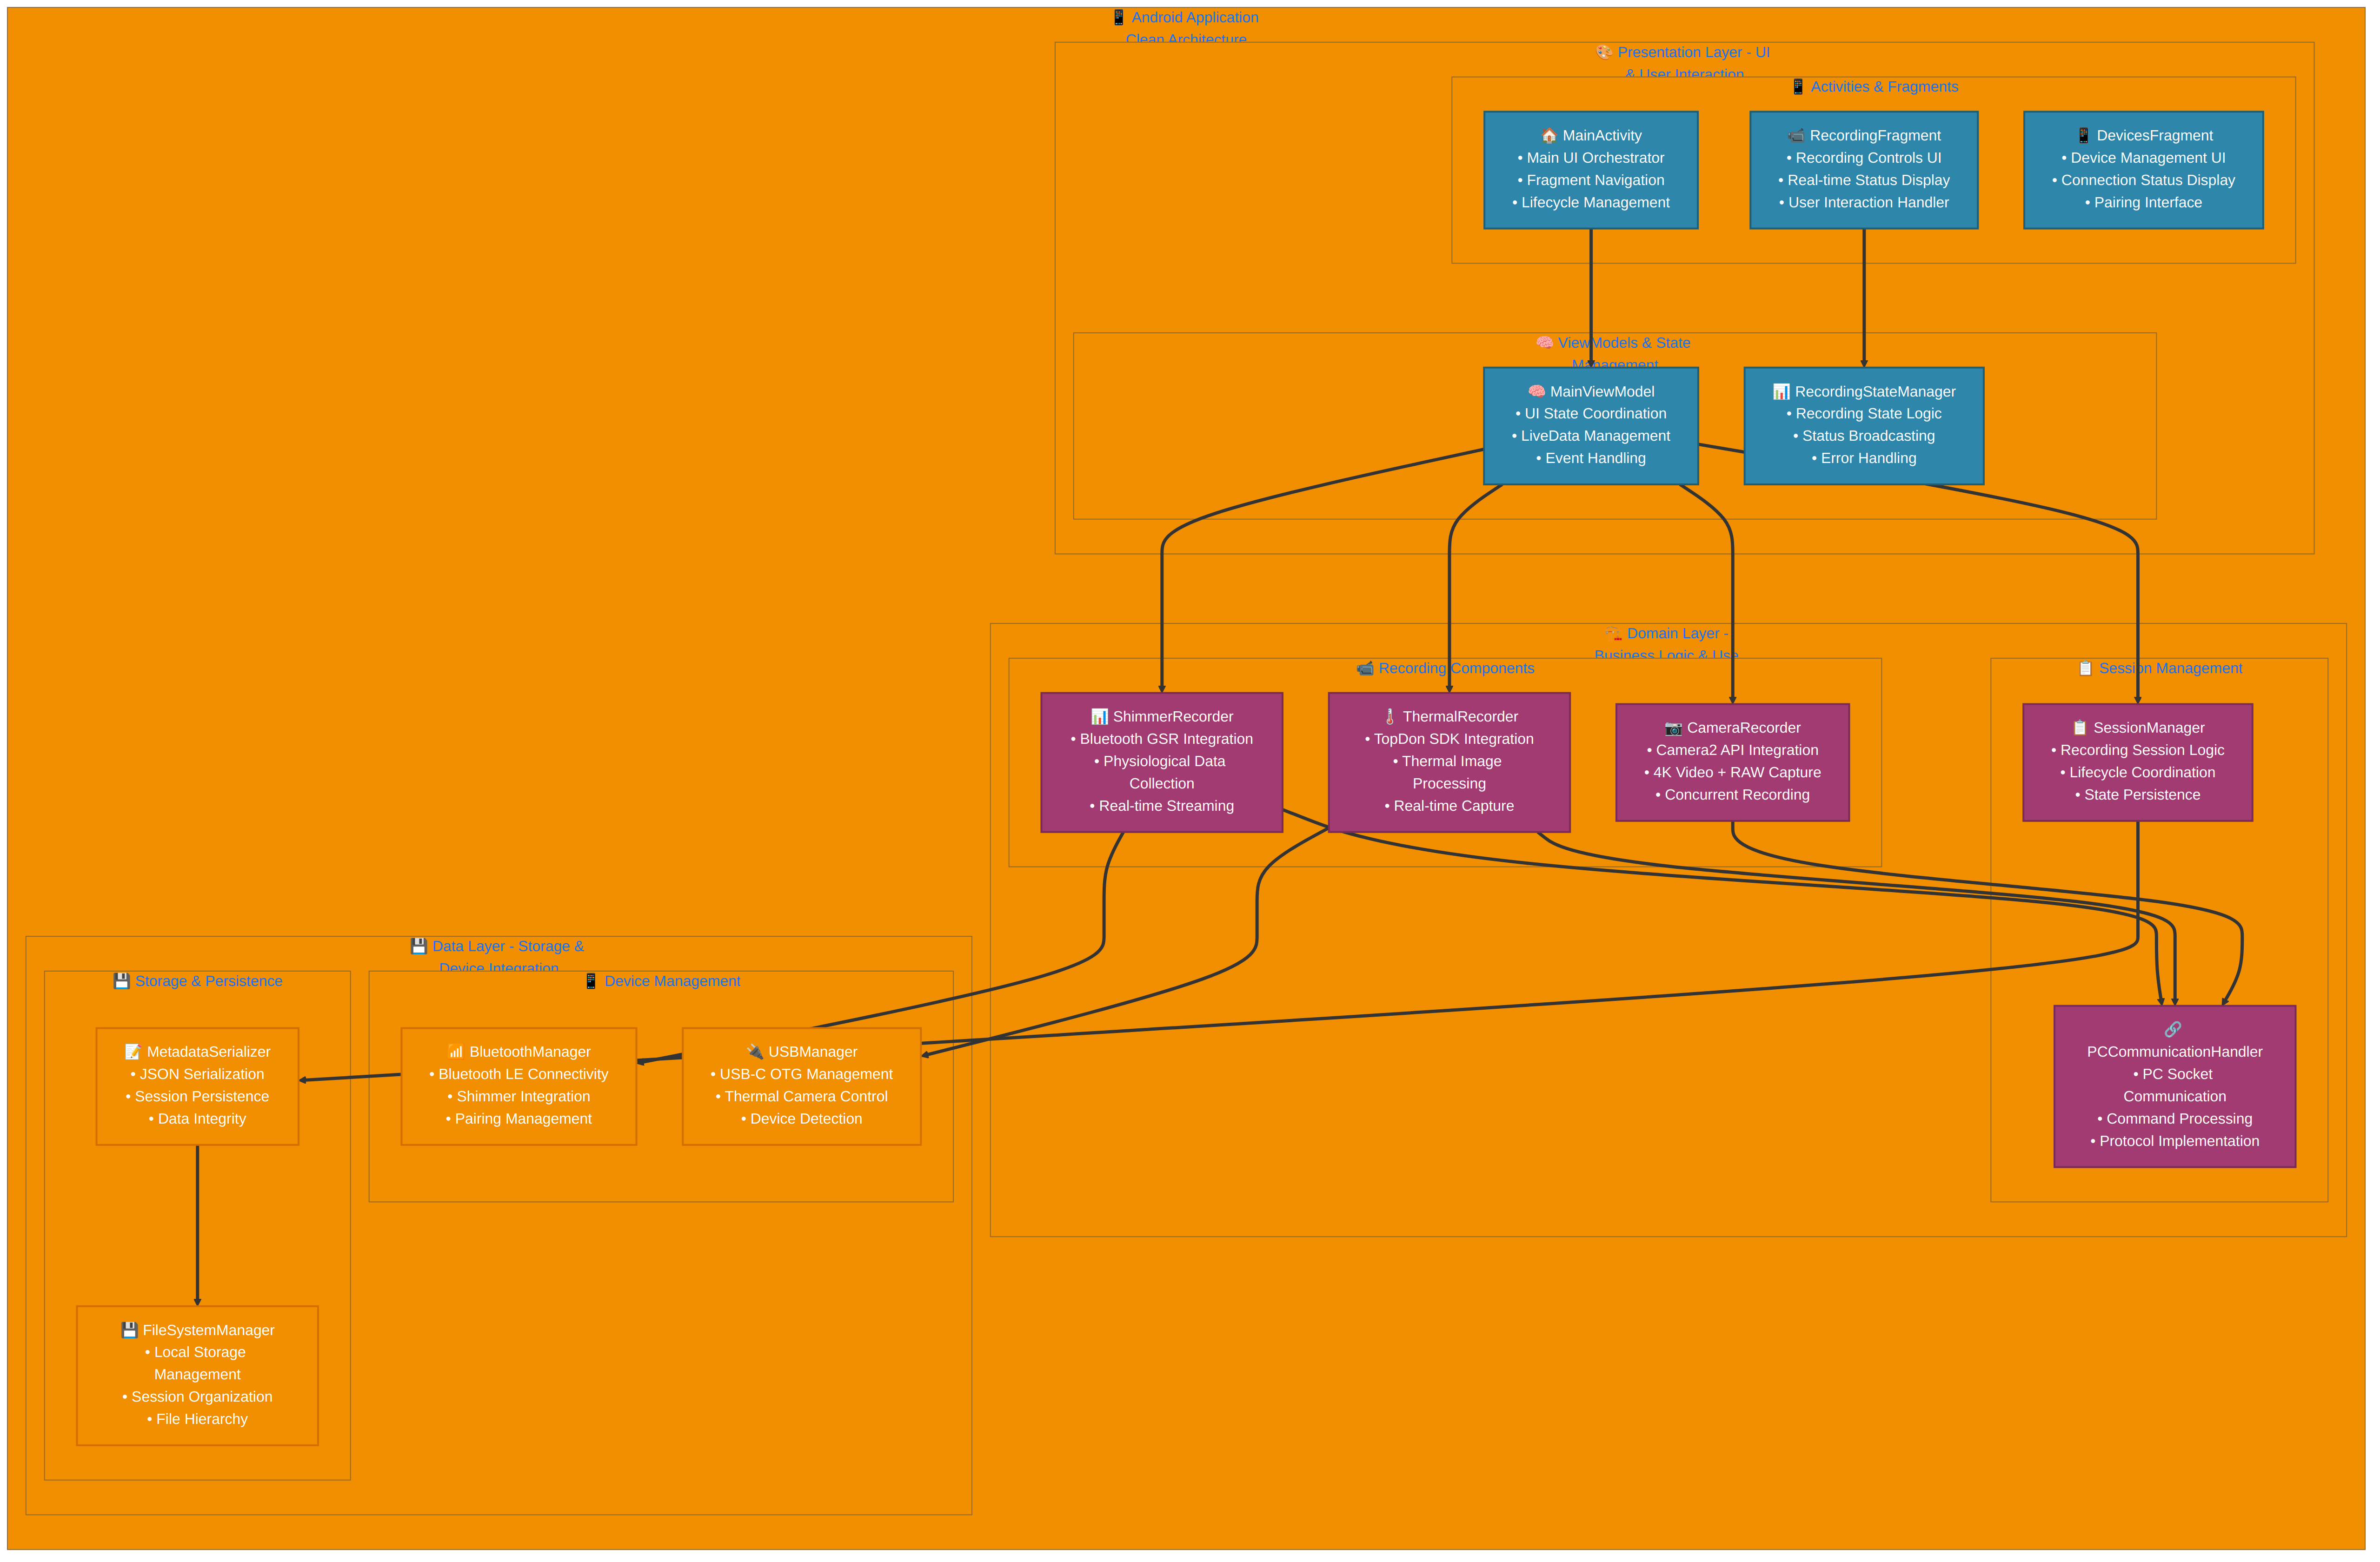 📱 Android Application
Clean Architecture
🎨 Presentation Layer - UI
& User Interaction
📱 Activities & Fragments
🏠 MainActivity
• Main UI Orchestrator
• Fragment Navigation
• Lifecycle Management
📹 RecordingFragment
• Recording Controls UI
• Real-time Status Display
• User Interaction Handler
📱 DevicesFragment
• Device Management UI
• Connection Status Display
• Pairing Interface
🧠 ViewModels & State
Management
🧠 MainViewModel
• UI State Coordination
• LiveData Management
• Event Handling
📊 RecordingStateManager
• Recording State Logic
• Status Broadcasting
• Error Handling
🏗️ Domain Layer -
Business Logic & Use
📹 Recording Components
📊 ShimmerRecorder
• Bluetooth GSR Integration
• Physiological Data
Collection
• Real-time Streaming
🌡️ ThermalRecorder
• TopDon SDK Integration
• Thermal Image
Processing
• Real-time Capture
📷 CameraRecorder
• Camera2 API Integration
• 4K Video + RAW Capture
• Concurrent Recording
📋 Session Management
📋 SessionManager
• Recording Session Logic
• Lifecycle Coordination
• State Persistence
🔗
PCCommunicationHandler
• PC Socket
Communication
• Command Processing
• Protocol Implementation
💾 Data Layer - Storage &
Device Integration
💾 Storage & Persistence
📝 MetadataSerializer
• JSON Serialization
• Session Persistence
• Data Integrity
💾 FileSystemManager
• Local Storage
Management
• Session Organization
• File Hierarchy
📱 Device Management
📶 BluetoothManager
• Bluetooth LE Connectivity
• Shimmer Integration
• Pairing Management
🔌 USBManager
• USB-C OTG Management
• Thermal Camera Control
• Device Detection